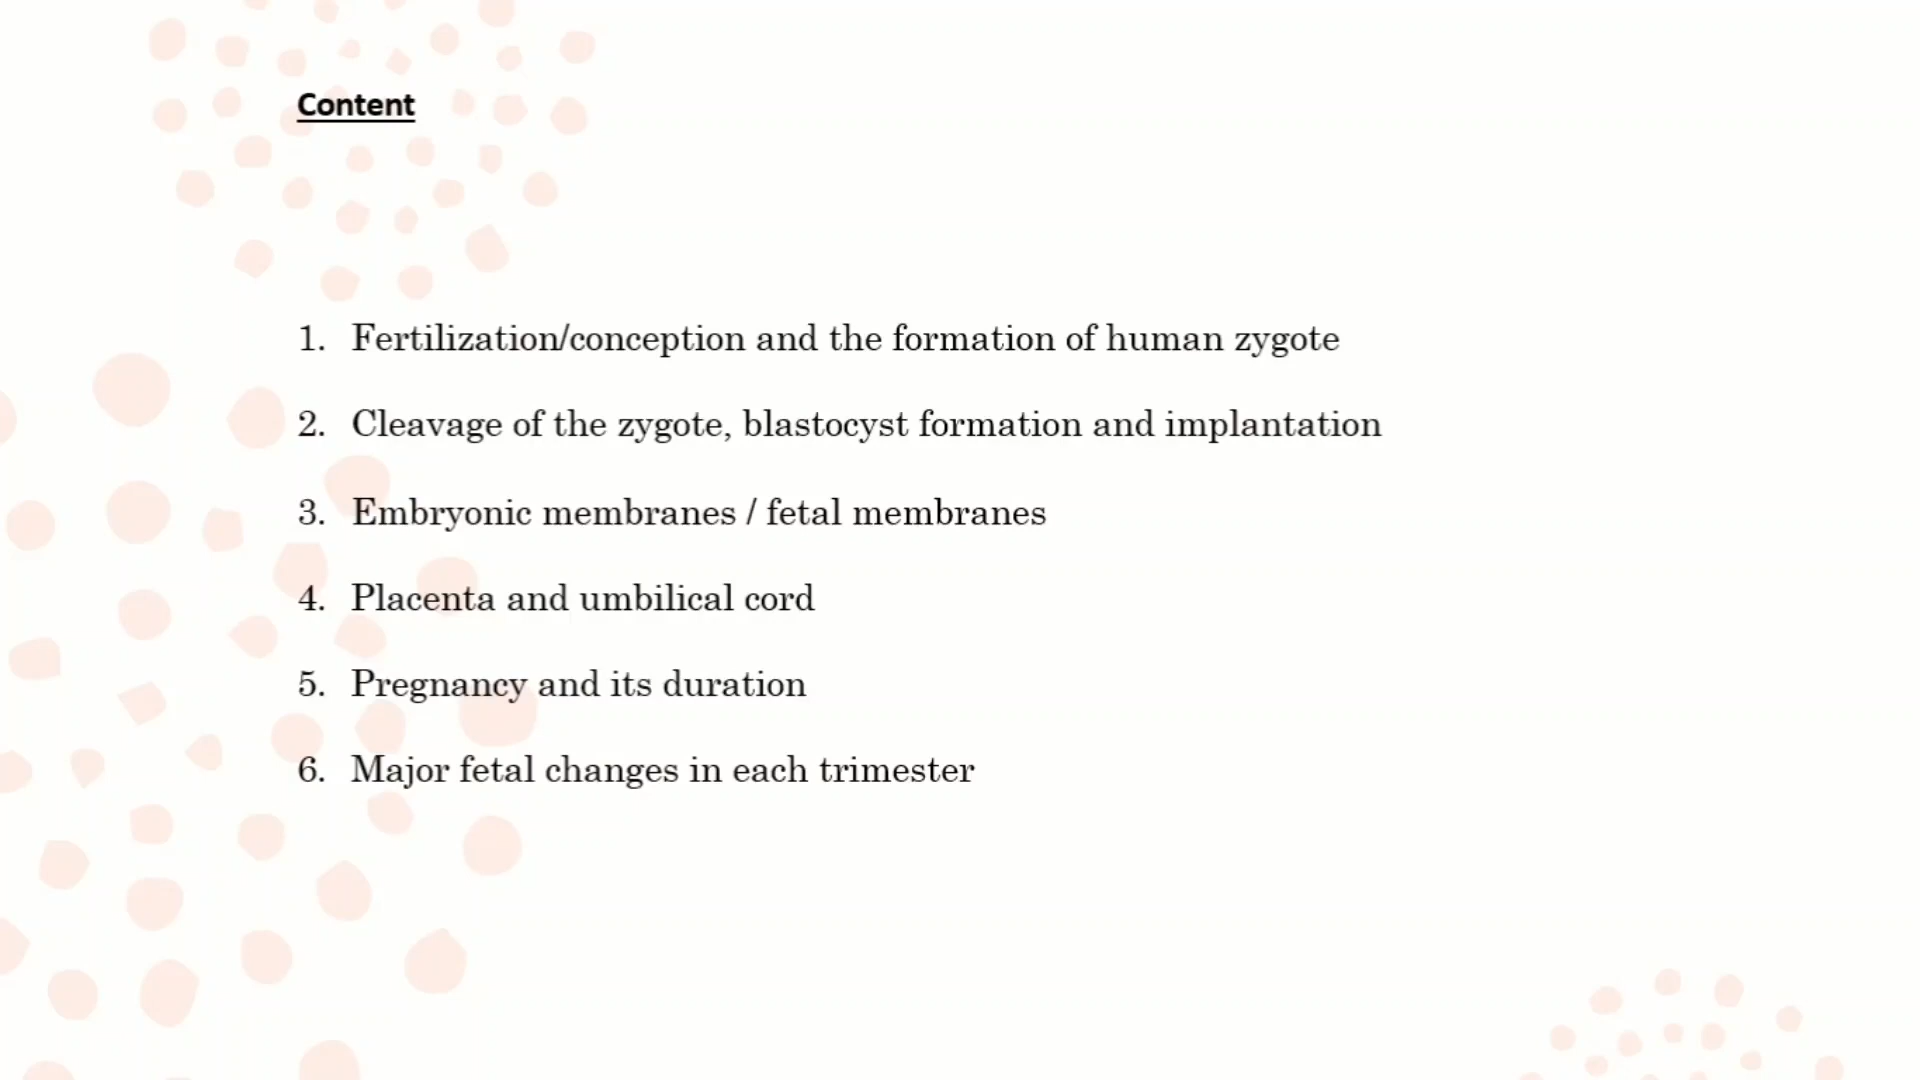 Content
1. Fertilization/conception and the formation of human zygote
2. Cleavage of the zygote, blastocyst formation and implantation
3. Embryonic membranes / fetal membranes
4. Placenta and umbilical cord
5. Pregnancy and its duration
6. Major fetal changes in each trimester